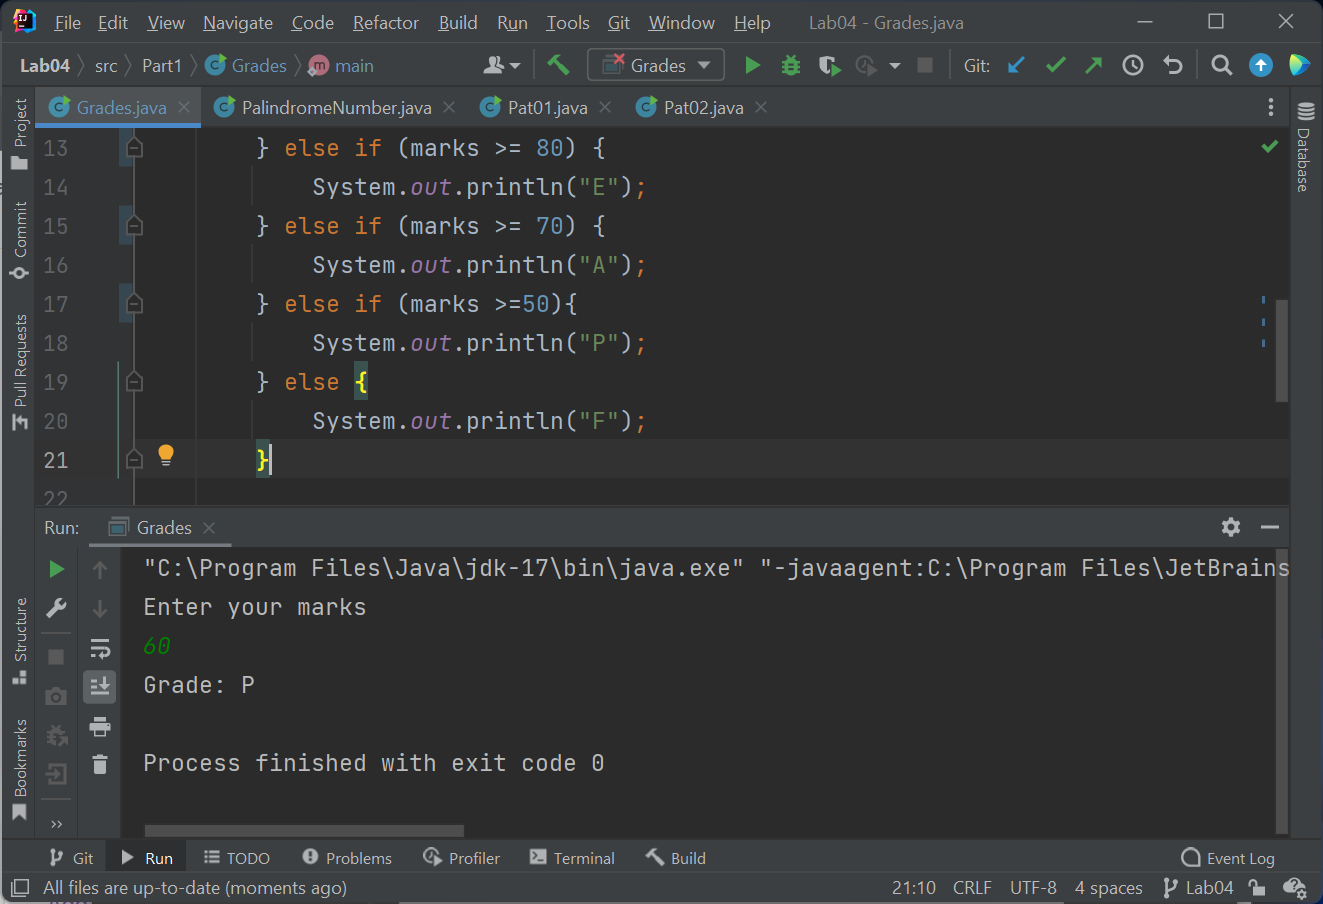 File Edit View Navigate Code Refactor Build Run Tools Git Window Help Lab04 - Grades.java
Lab04 src Part1 Grades main Grades Git:
Grades.java PalindromeNumber.java Pat01.java Pat02.java
Project
Commit
Pull Requests
Structure
Bookmarks
Database
13 } else if (marks >= 80) {
14 System.out.println("E");
15 } else if (marks >= 70) {
16 System.out.println("A");
17 } else if (marks >=50){
18 System.out.println("P");
19 } else {
20 System.out.println("F");
21 }
22
Run: Grades
"C:\Program Files\Java\jdk-17\bin\java.exe" "-javaagent:C:\Program Files\JetBrains
Enter your marks
60
Grade: P
Process finished with exit code 0
Git Run TODO Problems Profiler Terminal Build Event Log
All files are up-to-date (moments ago) 21:10 CRLF UTF-8 4 spaces Lab04